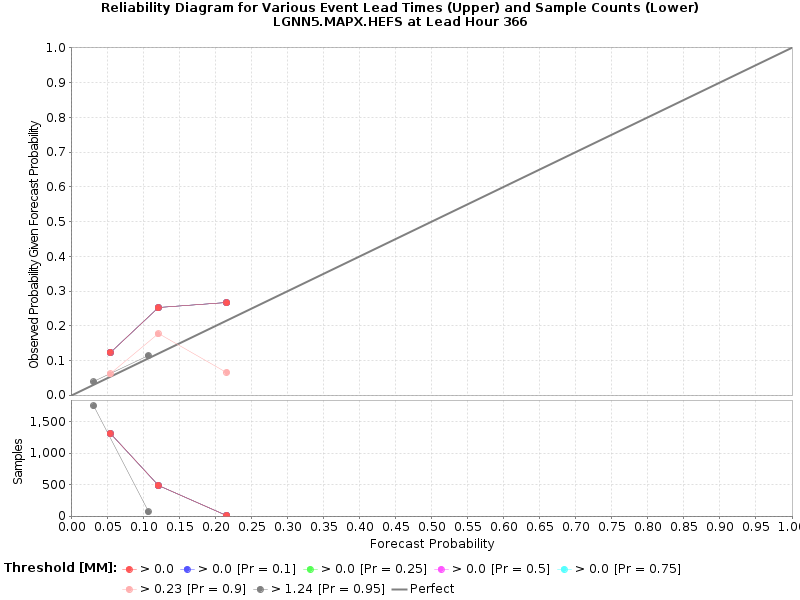 Reliability Diagram for Various Event Lead Times (Upper) and Sample Counts (Lower)
LGNN5.MAPX.HEFS at Lead Hour 366
Observed Probability Given Forecast Probability
1.0
0.9
0.8
0.7
0.6
0.5
0.4
0.3
0.2
0.1
0.0
Samples
1,500
1,000
500
0
0.00 0.05 0.10 0.15 0.20 0.25 0.30 0.35 0.40 0.45 0.50 0.55 0.60 0.65 0.70 0.75 0.80 0.85 0.90 0.95 1.0
Forecast Probability
Threshold [MM]: > 0.0 > 0.0 [Pr = 0.1] > 0.0 [Pr = 0.25] > 0.0 [Pr = 0.5] > 0.0 [Pr = 0.75]
> 0.23 [Pr = 0.9] > 1.24 [Pr = 0.95] Perfect